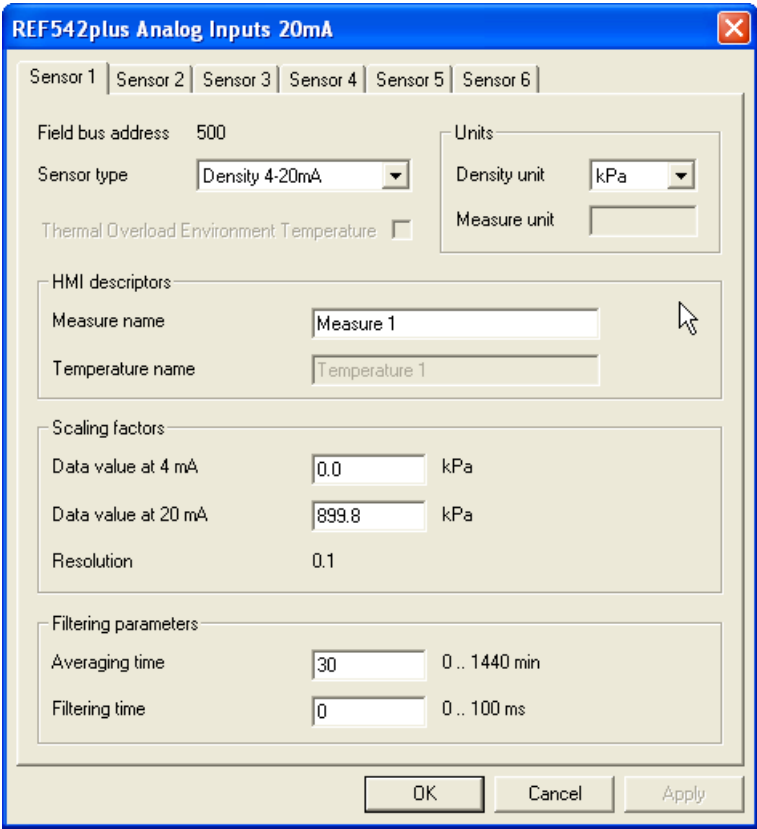 REF542plus Analog Inputs 20mA
Sensor 1 Sensor 2 Sensor 3 Sensor 4 Sensor 5 Sensor 6
Field bus address 500
Sensor type Density 4-20mA
Thermal Overload Environment Temperature
Units
Density unit kPa
Measure unit
HMI descriptors
Measure name Measure 1
Temperature name Temperature 1
Scaling factors
Data value at 4 mA 0.0 kPa
Data value at 20 mA 899.8 kPa
Resolution 0.1
Filtering parameters
Averaging time 30 0 .. 1440 min
Filtering time 0 0 .. 100 ms
OK Cancel Apply